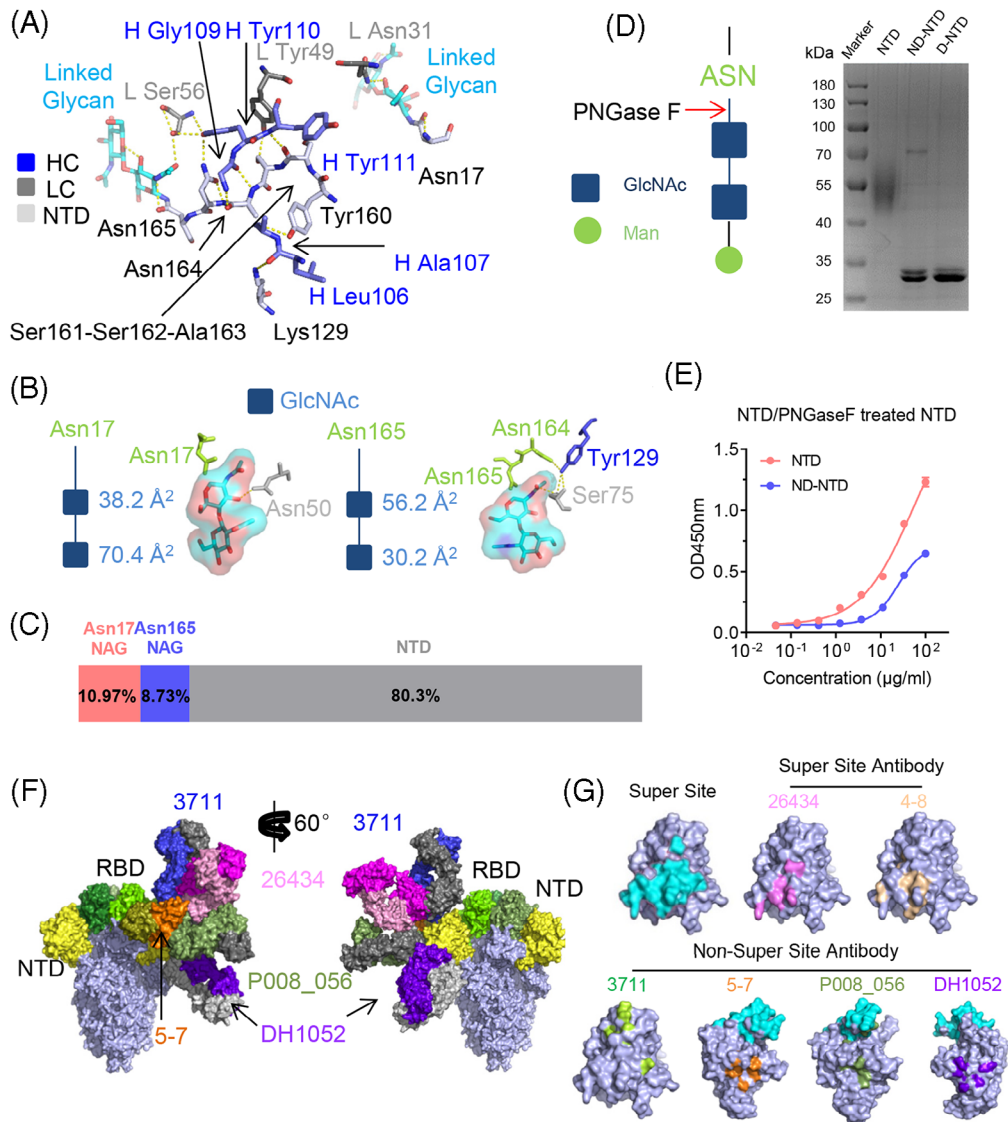 (A)
H Gly109
H Tyr110
L Tyr49
L Asn31
Linked
Glycan
L Ser56
Linked
Glycan
HC
LC
NTD
H Tyr111
Asn17
Asn165
Tyr160
Asn164
H Ala107
H Leu106
Ser161-Ser162-Ala163
Lys129
(B)
GlcNAc
Asn17
Asn17
38.2 Å²
Asn50
70.4 Å²
Asn165
Asn164
Asn165
Tyr129
56.2 Å²
Ser75
30.2 Å²
(C)
Asn17
NAG
Asn165
NAG
NTD
10.97%
8.73%
80.3%
(D)
ASN
PNGase F
GlcNAc
Man
kDa
Marker
NTD
ND-NTD
D-NTD
180
130
100
70
55
40
35
25
(E)
NTD/PNGaseF treated NTD
NTD
ND-NTD
OD450nm
1.5
1.0
0.5
0.0
10⁻²
10⁻¹
10⁰
10¹
10²
Concentration (µg/ml)
(F)
3711
60°
3711
RBD
26434
RBD
NTD
NTD
P008_056
5-7
DH1052
(G)
Super Site
Super Site Antibody
26434
4-8
Non-Super Site Antibody
3711
5-7
P008_056
DH1052